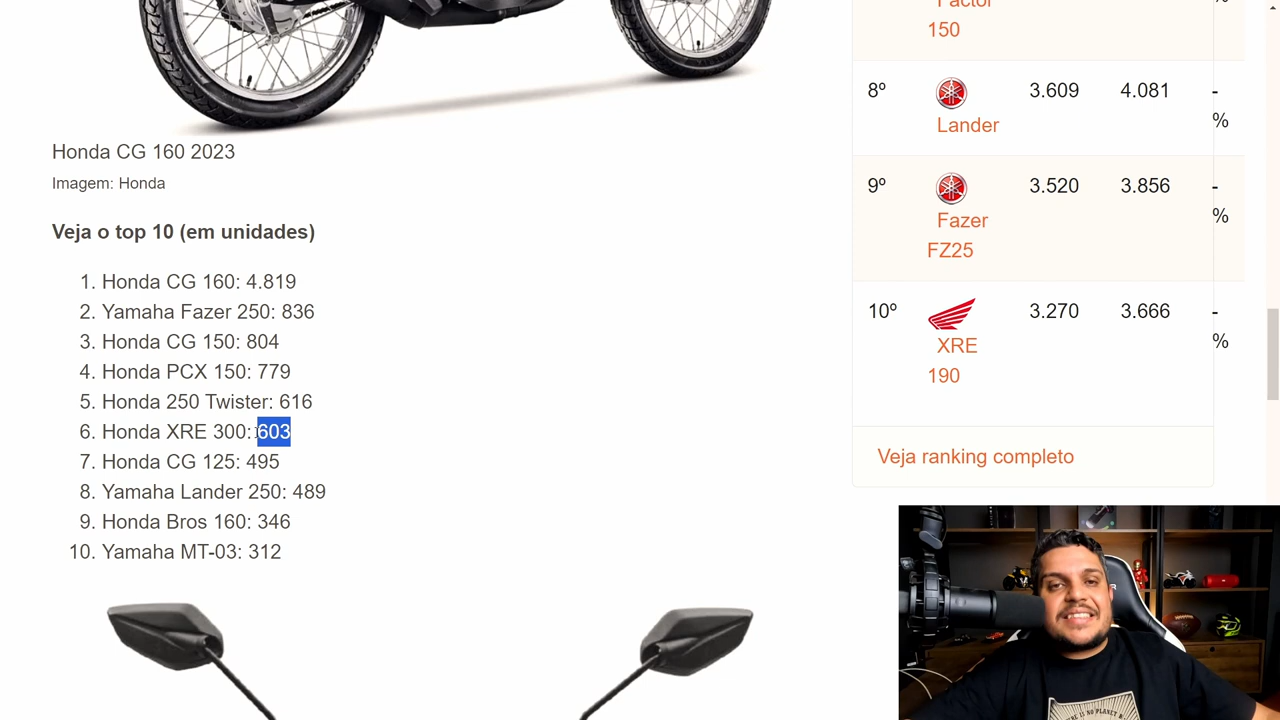 Honda CG 160 2023
Imagem: Honda
Veja o top 10 (em unidades)
1. Honda CG 160: 4.819
2. Yamaha Fazer 250: 836
3. Honda CG 150: 804
4. Honda PCX 150: 779
5. Honda 250 Twister: 616
6. Honda XRE 300: 603
7. Honda CG 125: 495
8. Yamaha Lander 250: 489
9. Honda Bros 160: 346
10. Yamaha MT-03: 312
Factor %
150
8º 3.609 4.081 -
Lander %
9º 3.520 3.856 -
%
Fazer
FZ25
10º 3.270 3.666 -
XRE %
190
Veja ranking completo